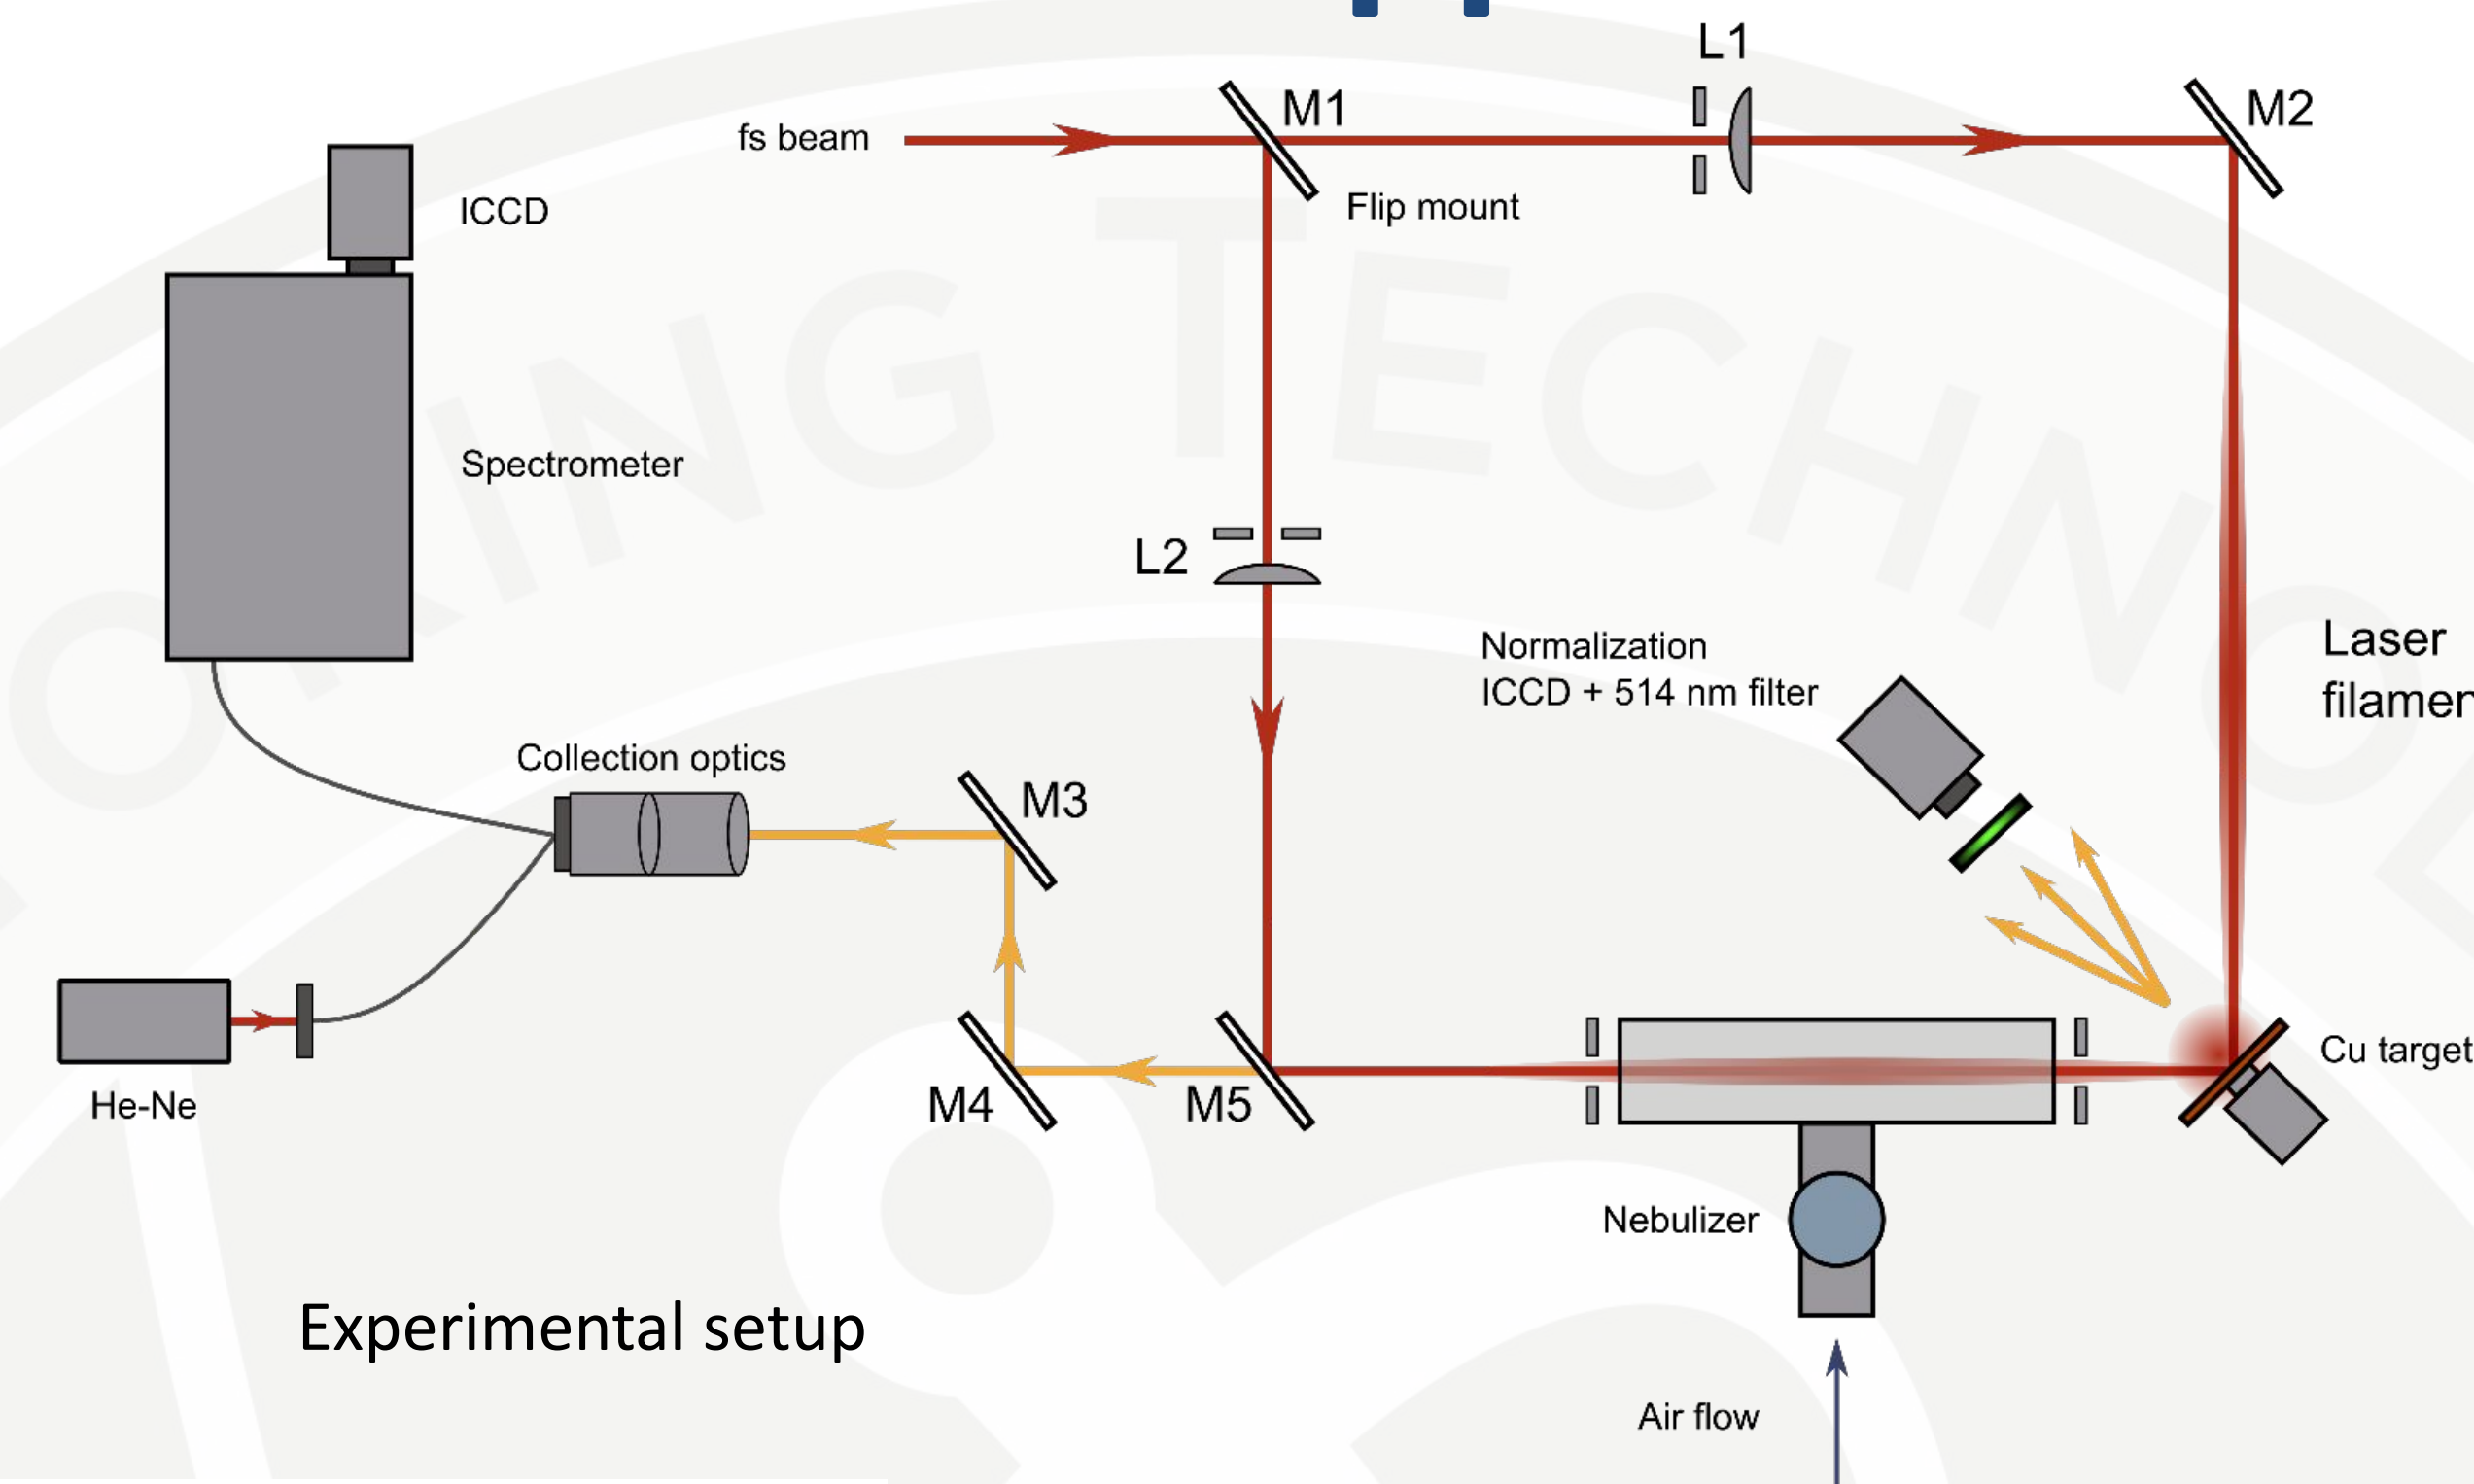 L1
M1
M2
fs beam
Flip mount
ICCD
Spectrometer
L2
Normalization
ICCD + 514 nm filter
Laser
Collection optics
M3
Cu target
M4
M5
He-Ne
Nebulizer
Experimental setup
Air flow